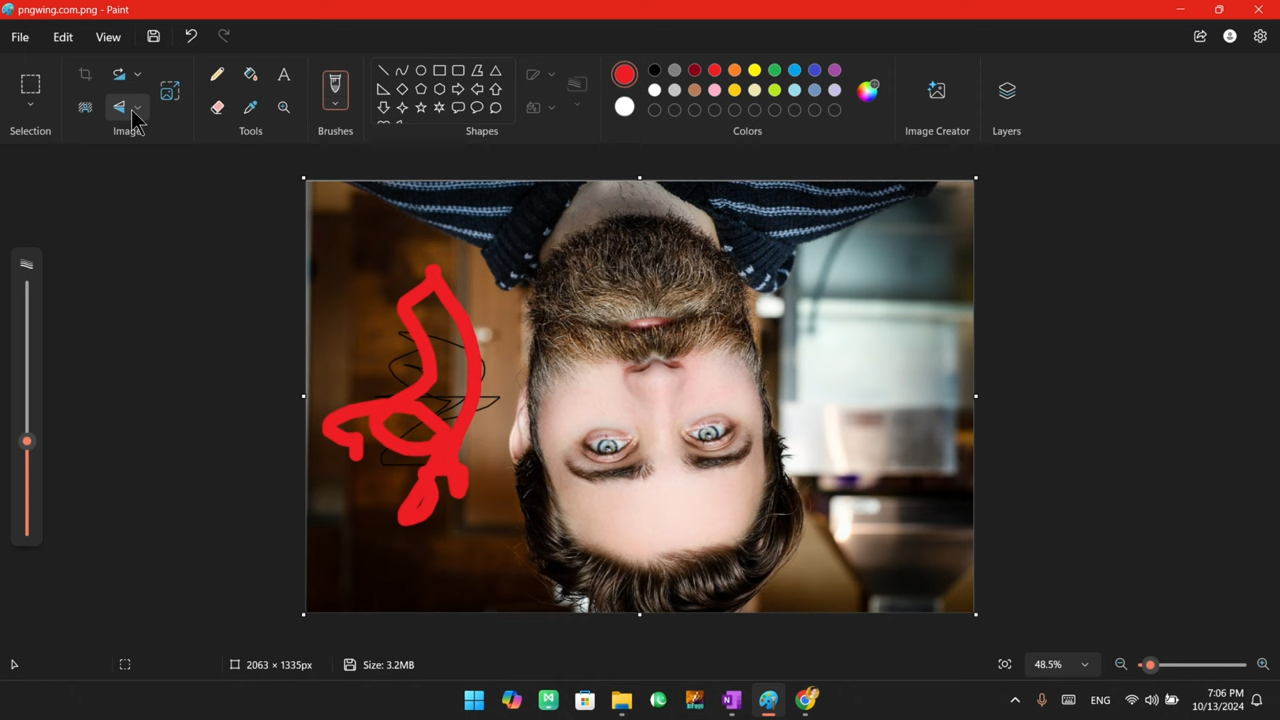 pngwing.com.png - Paint
File Edit View
Selection
Image
Tools
Brushes
Shapes
Colors
Image Creator
Layers
2063 × 1335px
Size: 3.2MB
48.5%
ENG
7:06 PM
10/13/2024